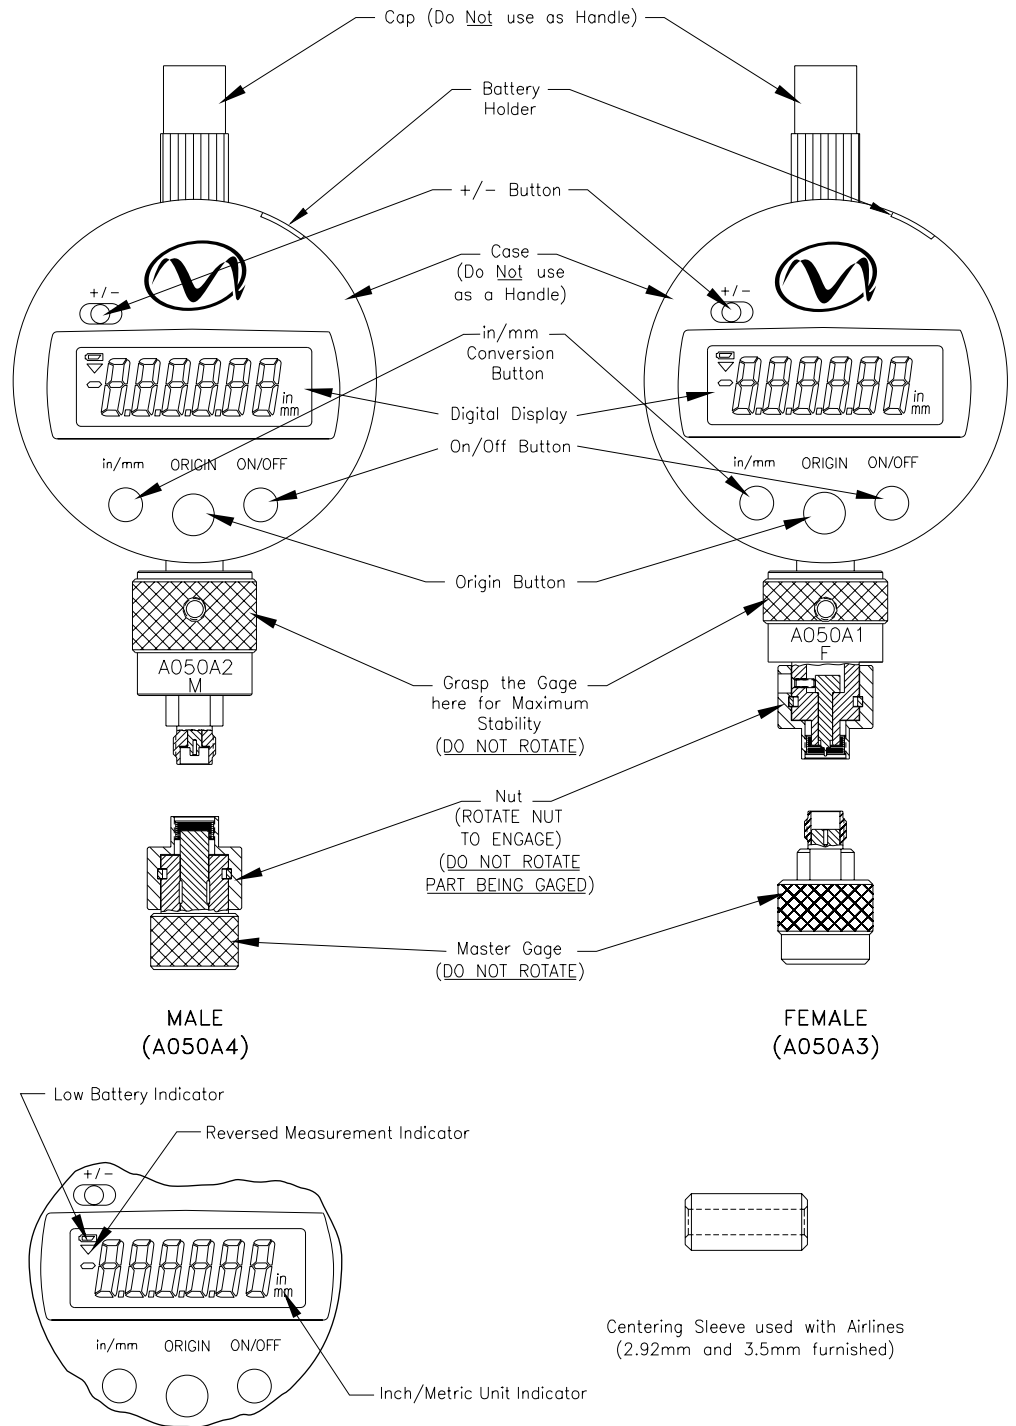 Cap (Do Not use as Handle)
Battery
Holder
+/- Button
Case
(Do Not use
as a Handle)
+/-
+/-
in/mm
Conversion
Button
in
mm
in
mm
Digital Display
On/Off Button
in/mm ORIGIN ON/OFF
in/mm ORIGIN ON/OFF
Origin Button
A050A2
M
A050A1
F
Grasp the Gage
here for Maximum
Stability
(DO NOT ROTATE)
Nut
(ROTATE NUT
TO ENGAGE)
(DO NOT ROTATE
PART BEING GAGED)
Master Gage
(DO NOT ROTATE)
MALE
(A050A4)
FEMALE
(A050A3)
Low Battery Indicator
Reversed Measurement Indicator
+/-
in
mm
in/mm ORIGIN ON/OFF
Inch/Metric Unit Indicator
Centering Sleeve used with Airlines
(2.92mm and 3.5mm furnished)